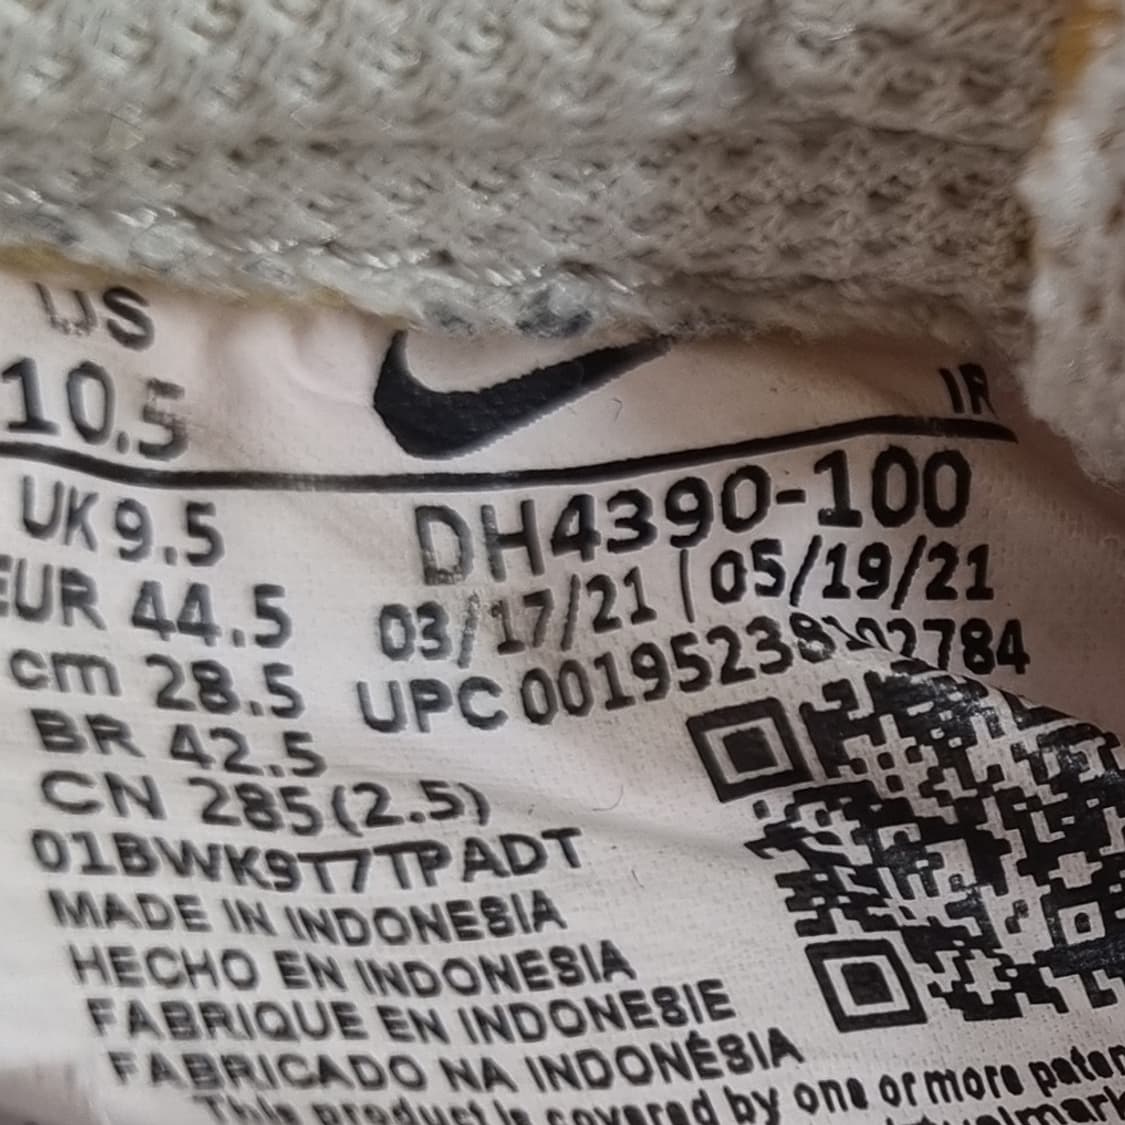 US
10.5
IR
UK 9.5
DH4390-100
EUR 44.5
03/17/21 | 05/19/21
cm 28.5
UPC
BR 42.5
CN 285(2.5)
01BWK9T7TPADT
MADE IN INDONESIA
HECHO EN INDONESIA
FABRIQUE EN INDONESIE
FABRICADO NA INDONÉSIA
This product is covered by one or more